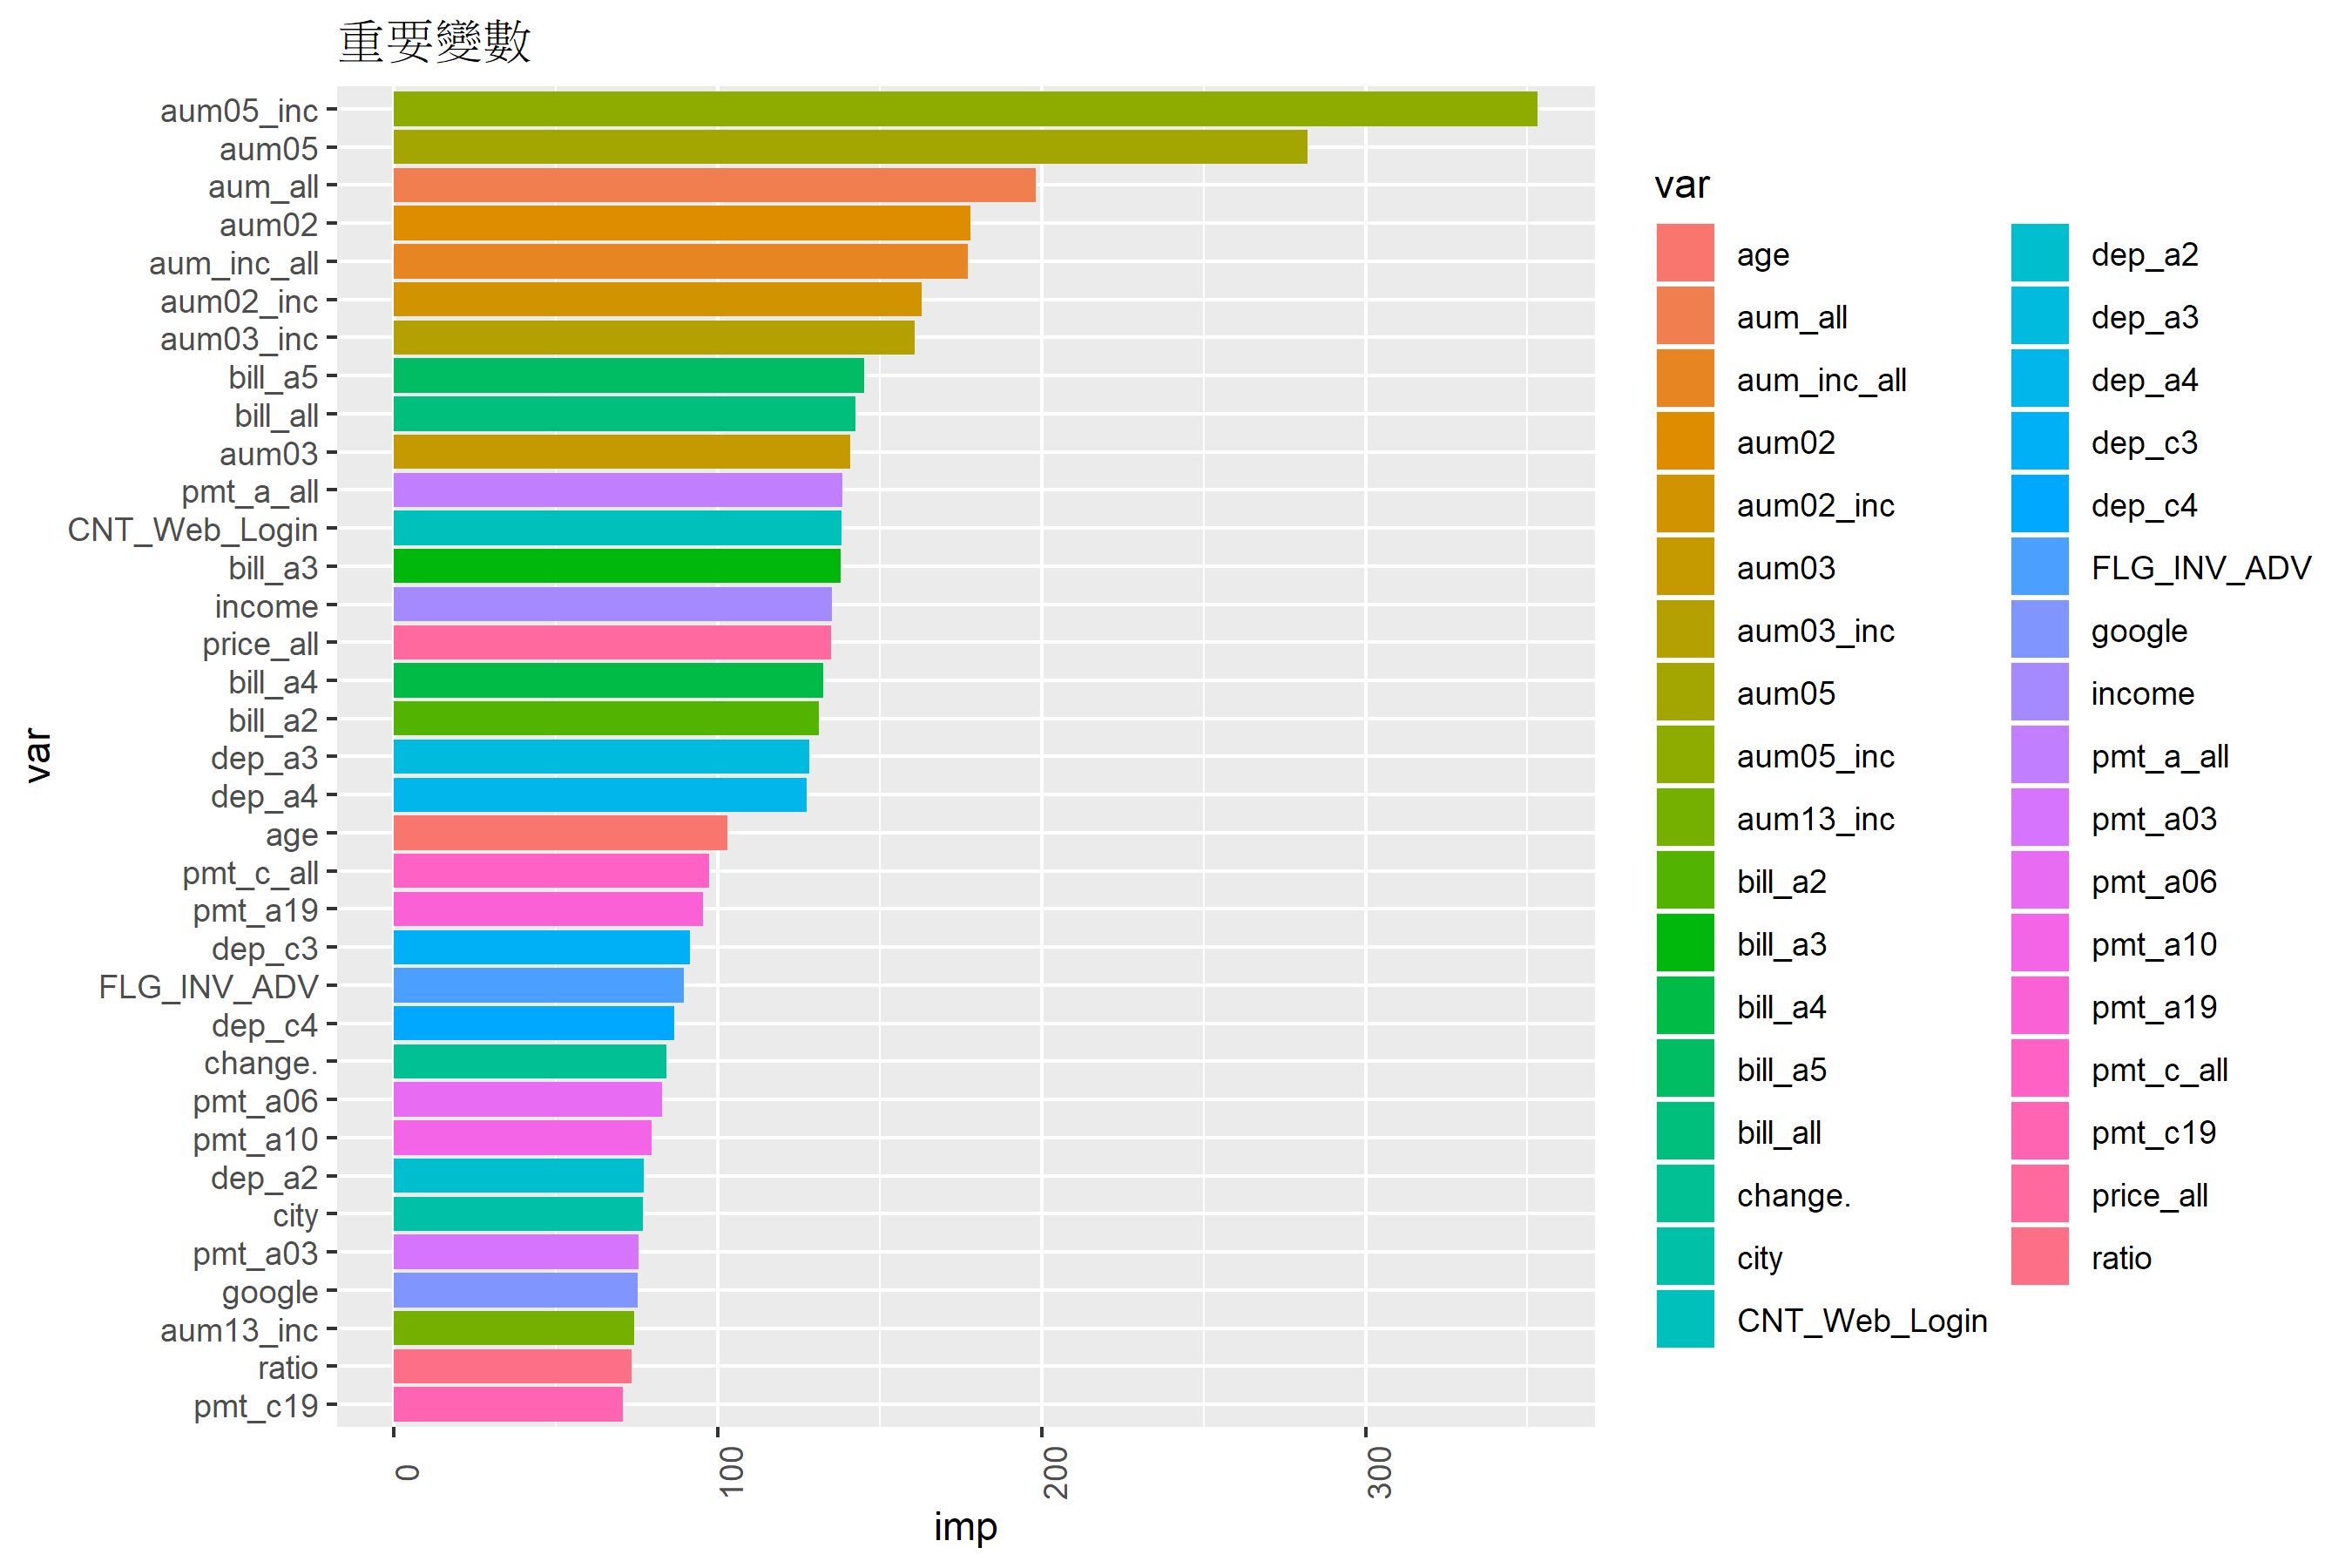 重要變數
var
aum05_inc
aum05
aum_all
aum02
aum_inc_all
aum02_inc
aum03_inc
bill_a5
bill_all
aum03
pmt_a_all
CNT_Web_Login
bill_a3
income
price_all
bill_a4
bill_a2
dep_a3
dep_a4
age
pmt_c_all
pmt_a19
dep_c3
FLG_INV_ADV
dep_c4
change.
pmt_a06
pmt_a10
dep_a2
city
pmt_a03
google
aum13_inc
ratio
pmt_c19
0 100 200 300
imp
var
age
aum_all
aum_inc_all
aum02
aum02_inc
aum03
aum03_inc
aum05
aum05_inc
aum13_inc
bill_a2
bill_a3
bill_a4
bill_a5
bill_all
change.
city
CNT_Web_Login
dep_a2
dep_a3
dep_a4
dep_c3
dep_c4
FLG_INV_ADV
google
income
pmt_a_all
pmt_a03
pmt_a06
pmt_a10
pmt_a19
pmt_c_all
pmt_c19
price_all
ratio